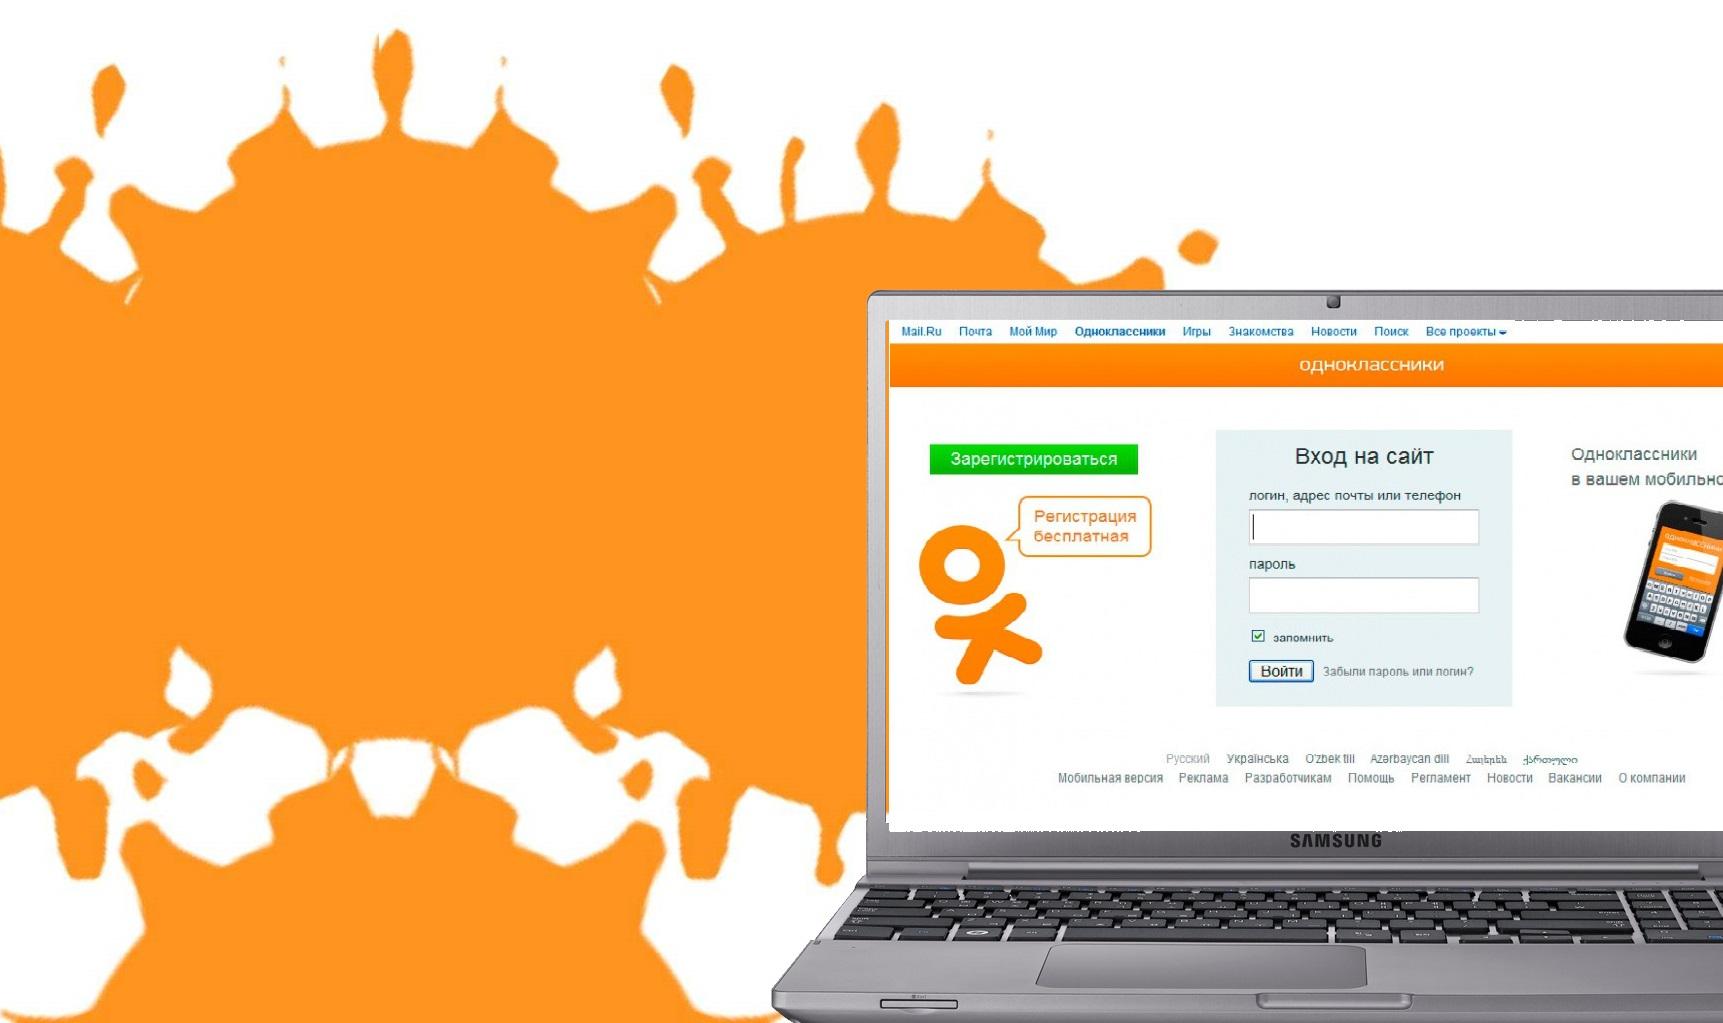 Mail.Ru Почта Мой Мир Одноклассники Игры Знакомства Новости Поиск Все проекты
одноклассники
Зарегистрироваться
Регистрация
бесплатная
Вход на сайт
логин, адрес почты или телефон
пароль
запомнить
Войти Забыли пароль или логин?
Одноклассники
в вашем мобильно
одноклассники
Русский Українська O'zbek tili Azərbaycan dili Հայերեն ქართული
Мобильная версия Реклама Разработчикам Помощь Регламент Новости Вакансии О компании
SAMSUNG